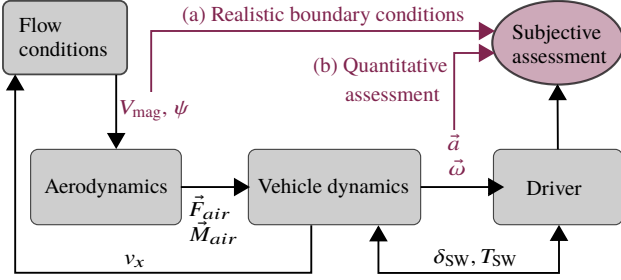 Flow
conditions
(a) Realistic boundary conditions
Subjective
assessment
(b) Quantitative
assessment
V_mag, ψ
a⃗
ω⃗
Aerodynamics
F⃗_air
M⃗_air
Vehicle dynamics
Driver
v_x
δ_SW, T_SW